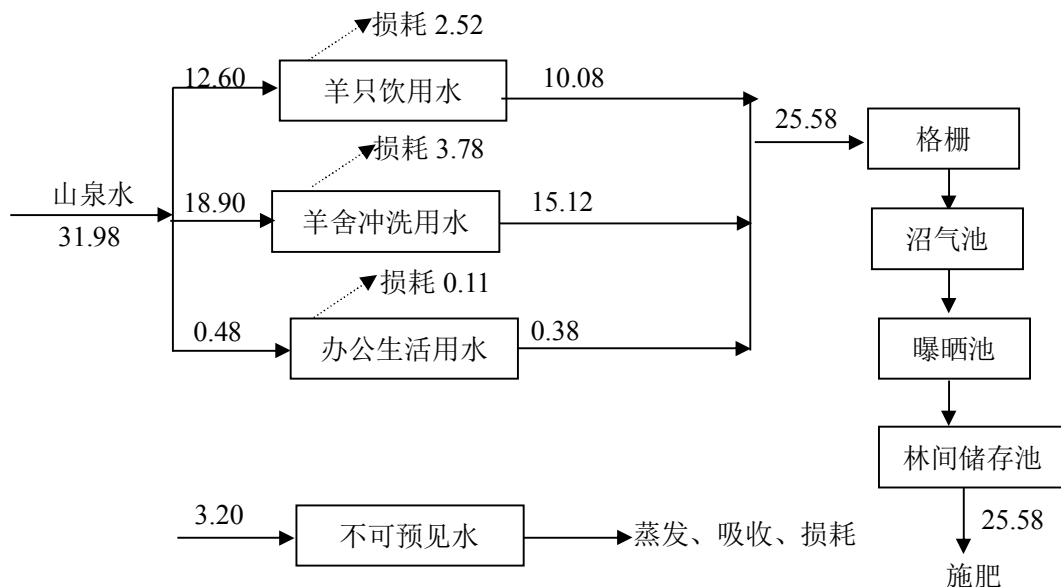 损耗 2.52
12.60
羊只饮用水
10.08
25.58
格栅
损耗 3.78
山泉水
31.98
18.90
羊舍冲洗用水
15.12
沼气池
损耗 0.11
0.48
办公生活用水
0.38
曝晒池
林间储存池
3.20
不可预见水
蒸发、吸收、损耗
25.58
施肥